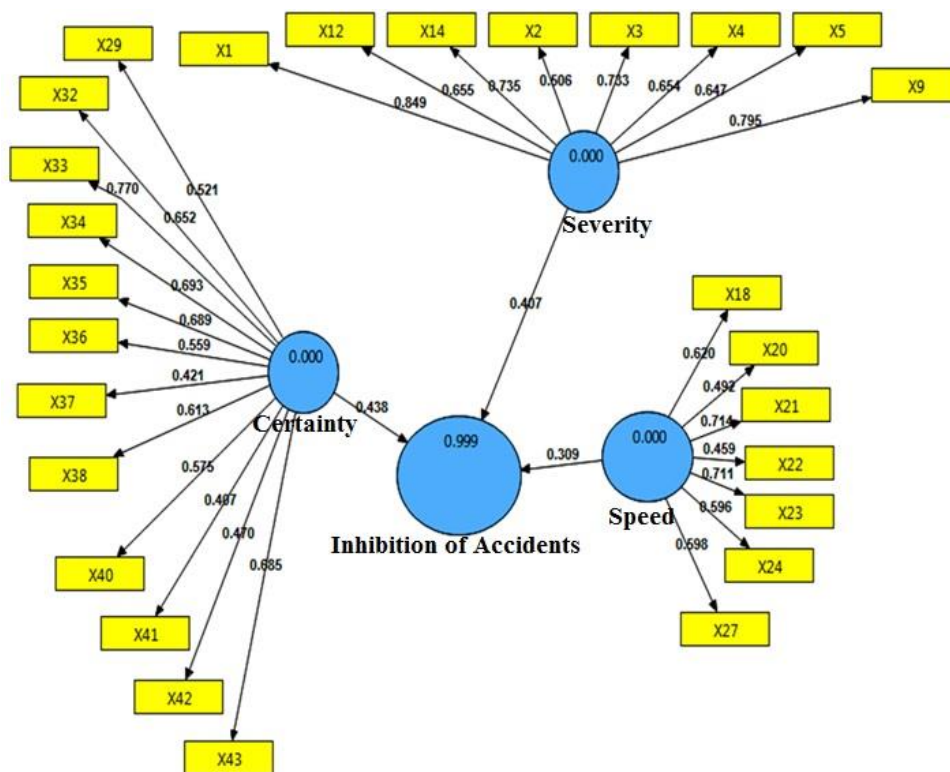 X29
X1
X12
X14
X2
X3
X4
X5
X9
X32
X33
X34
X35
X36
X37
X38
X40
X41
X42
X43
0.849
0.655
0.735
0.606
0.733
0.654
0.647
0.795
0.000
Severity
0.407
0.521
0.652
0.770
0.693
0.689
0.559
0.421
0.613
0.575
0.407
0.470
0.685
0.000
Certainty
0.438
0.999
Inhibition of Accidents
0.309
0.000
Speed
X18
X20
X21
X22
X23
X24
X27
0.620
0.492
0.714
0.459
0.711
0.596
0.598